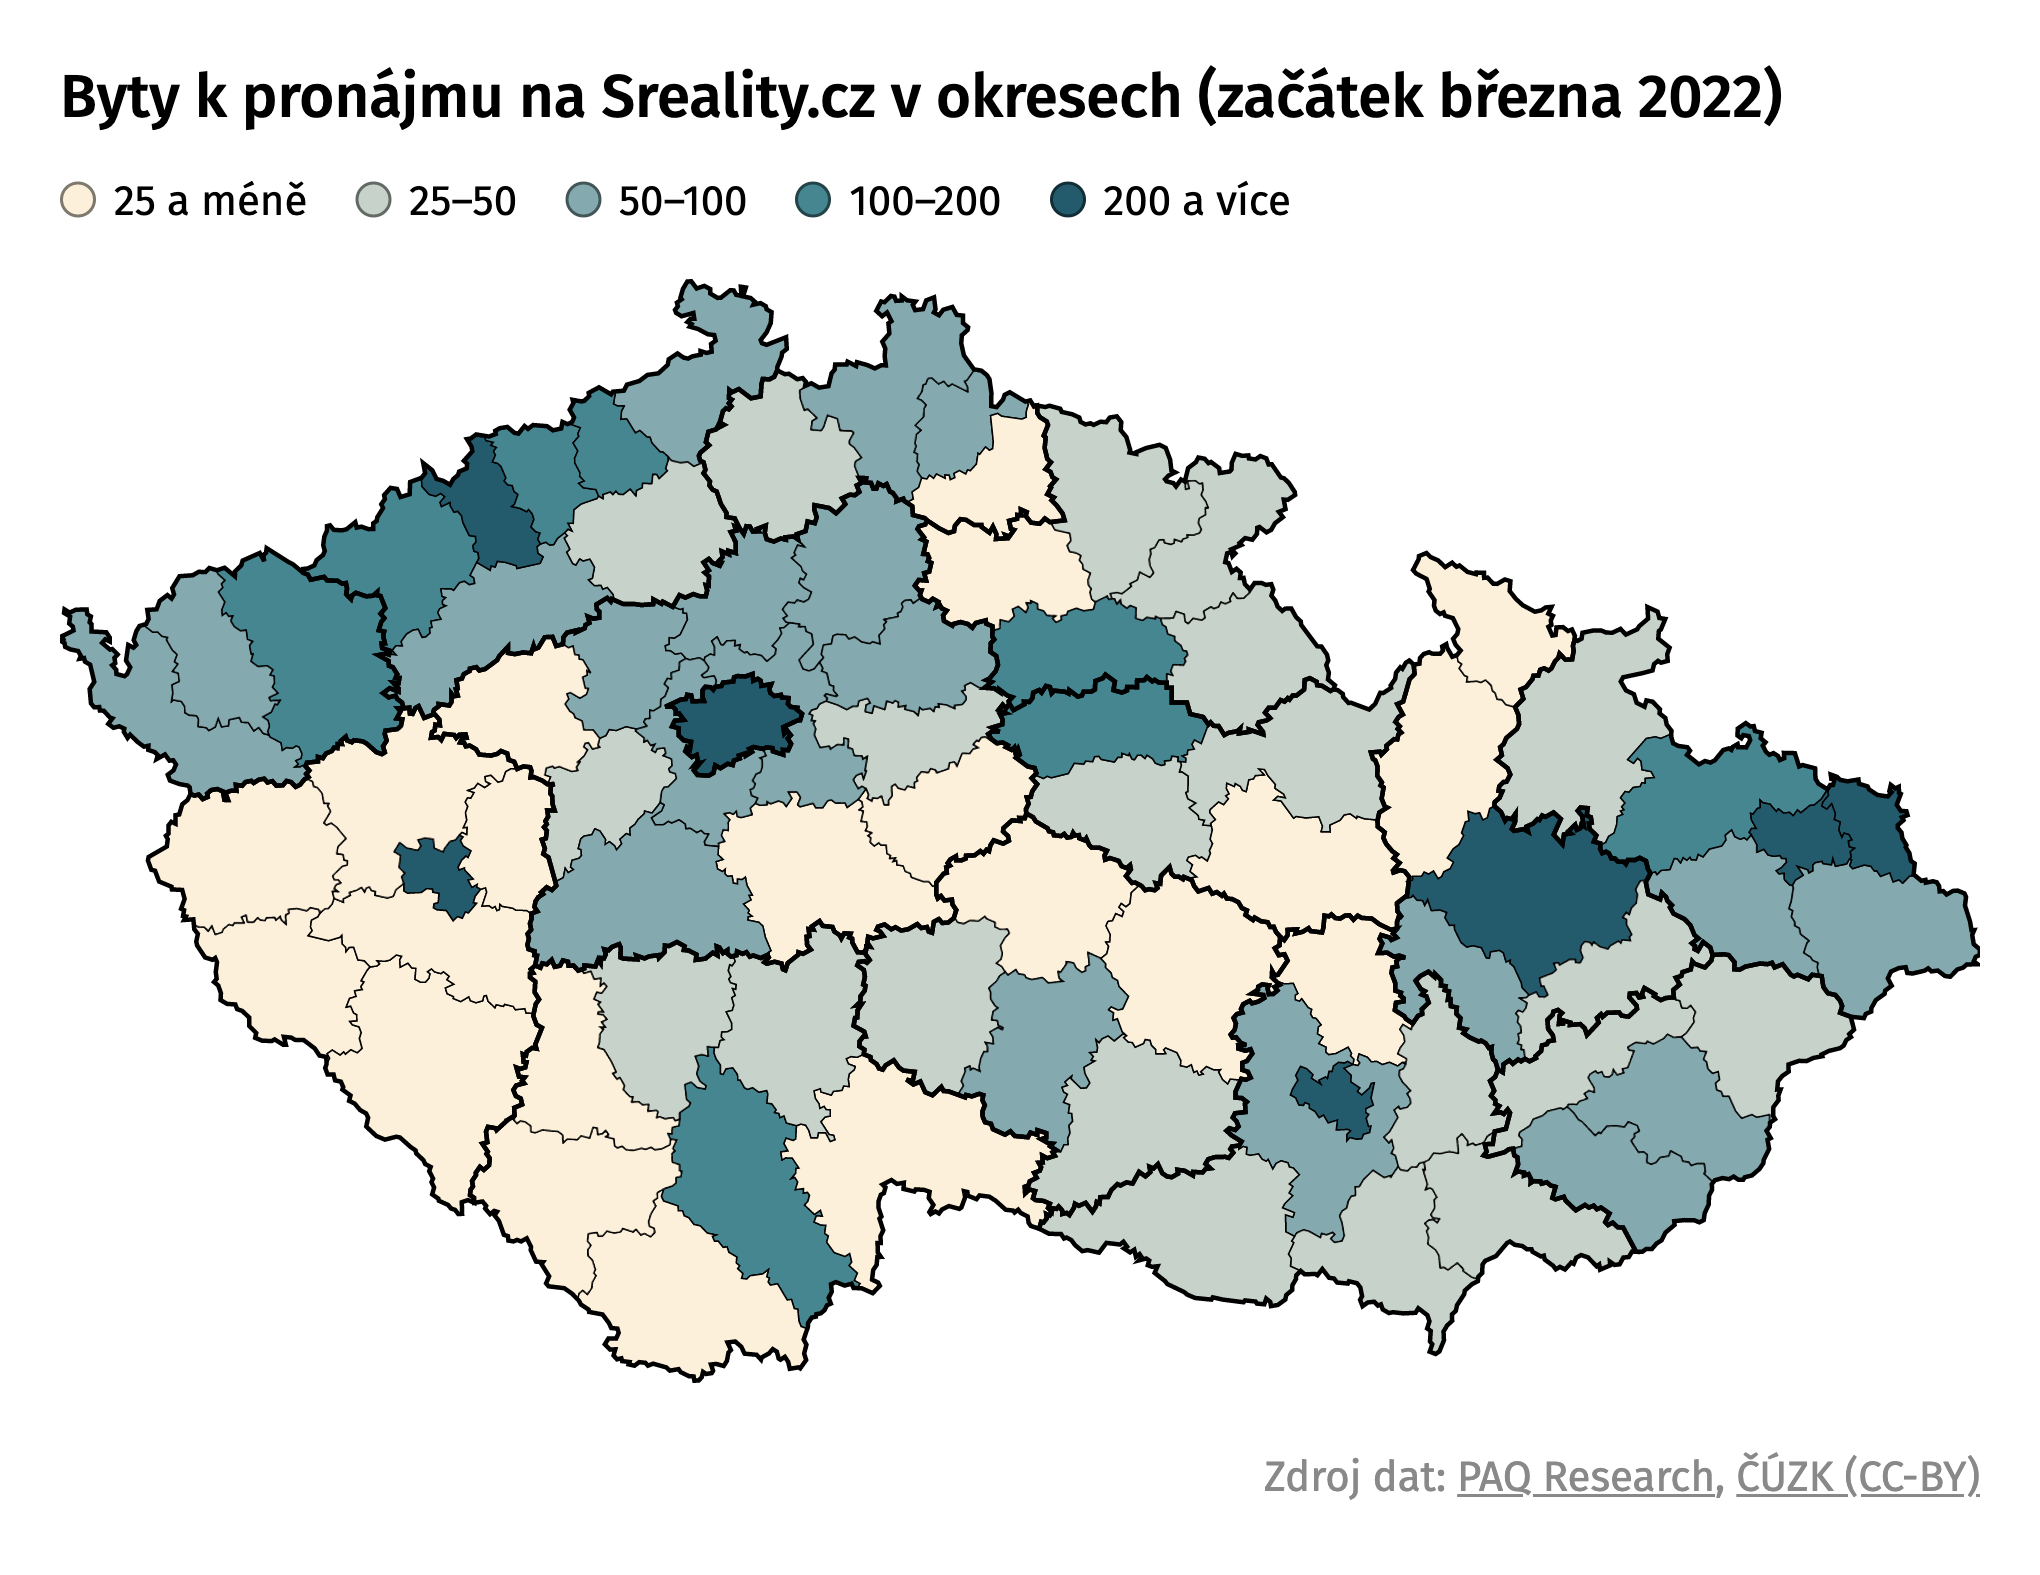 Byty k pronájmu na Sreality.cz v okresech (začátek března 2022)
25 a méně 25–50 50–100 100–200 200 a více
Zdroj dat: PAQ Research, ČÚZK (CC-BY)